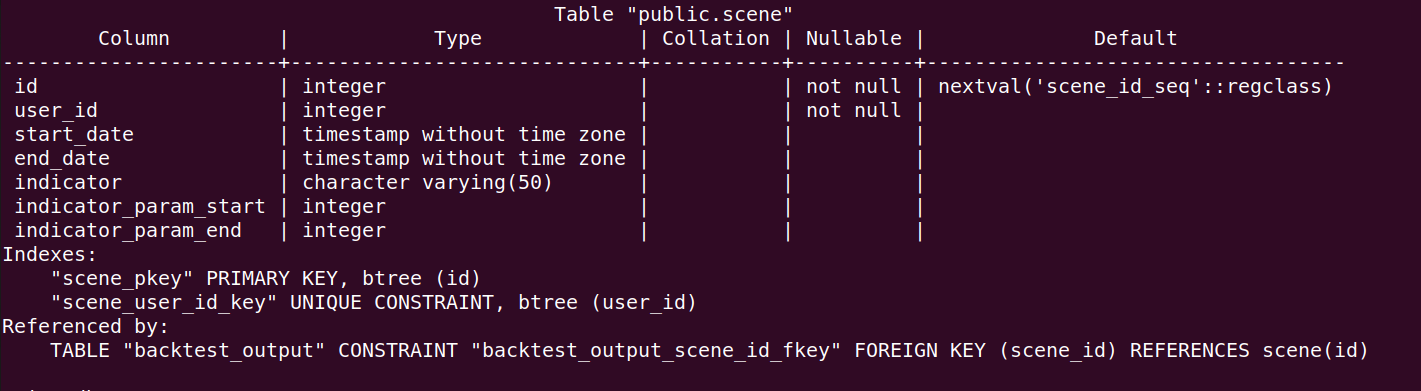 Table "public.scene"
Column | Type | Collation | Nullable | Default
-----------------------+-----------------------------+-----------+----------+-----------------------------------
id | integer | | not null | nextval('scene_id_seq'::regclass)
user_id | integer | | not null |
start_date | timestamp without time zone | | |
end_date | timestamp without time zone | | |
indicator | character varying(50) | | |
indicator_param_start | integer | | |
indicator_param_end | integer | | |
Indexes:
"scene_pkey" PRIMARY KEY, btree (id)
"scene_user_id_key" UNIQUE CONSTRAINT, btree (user_id)
Referenced by:
TABLE "backtest_output" CONSTRAINT "backtest_output_scene_id_fkey" FOREIGN KEY (scene_id) REFERENCES scene(id)